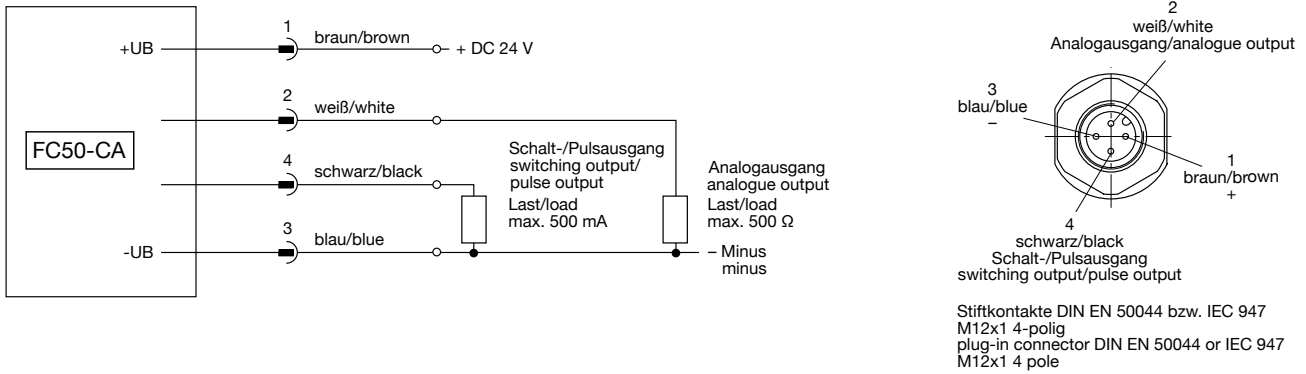 FC50-CA
+UB
1
braun/brown
+ DC 24 V
2
weiß/white
4
schwarz/black
Schalt-/Pulsausgang
switching output/
pulse output
Last/load
max. 500 mA
Analogausgang
analogue output
Last/load
max. 500 Ω
-UB
3
blau/blue
– Minus
minus
2
weiß/white
Analogausgang/analogue output
3
blau/blue
–
1
braun/brown
+
4
schwarz/black
Schalt-/Pulsausgang
switching output/pulse output
Stiftkontakte DIN EN 50044 bzw. IEC 947
M12x1 4-polig
plug-in connector DIN EN 50044 or IEC 947
M12x1 4 pole